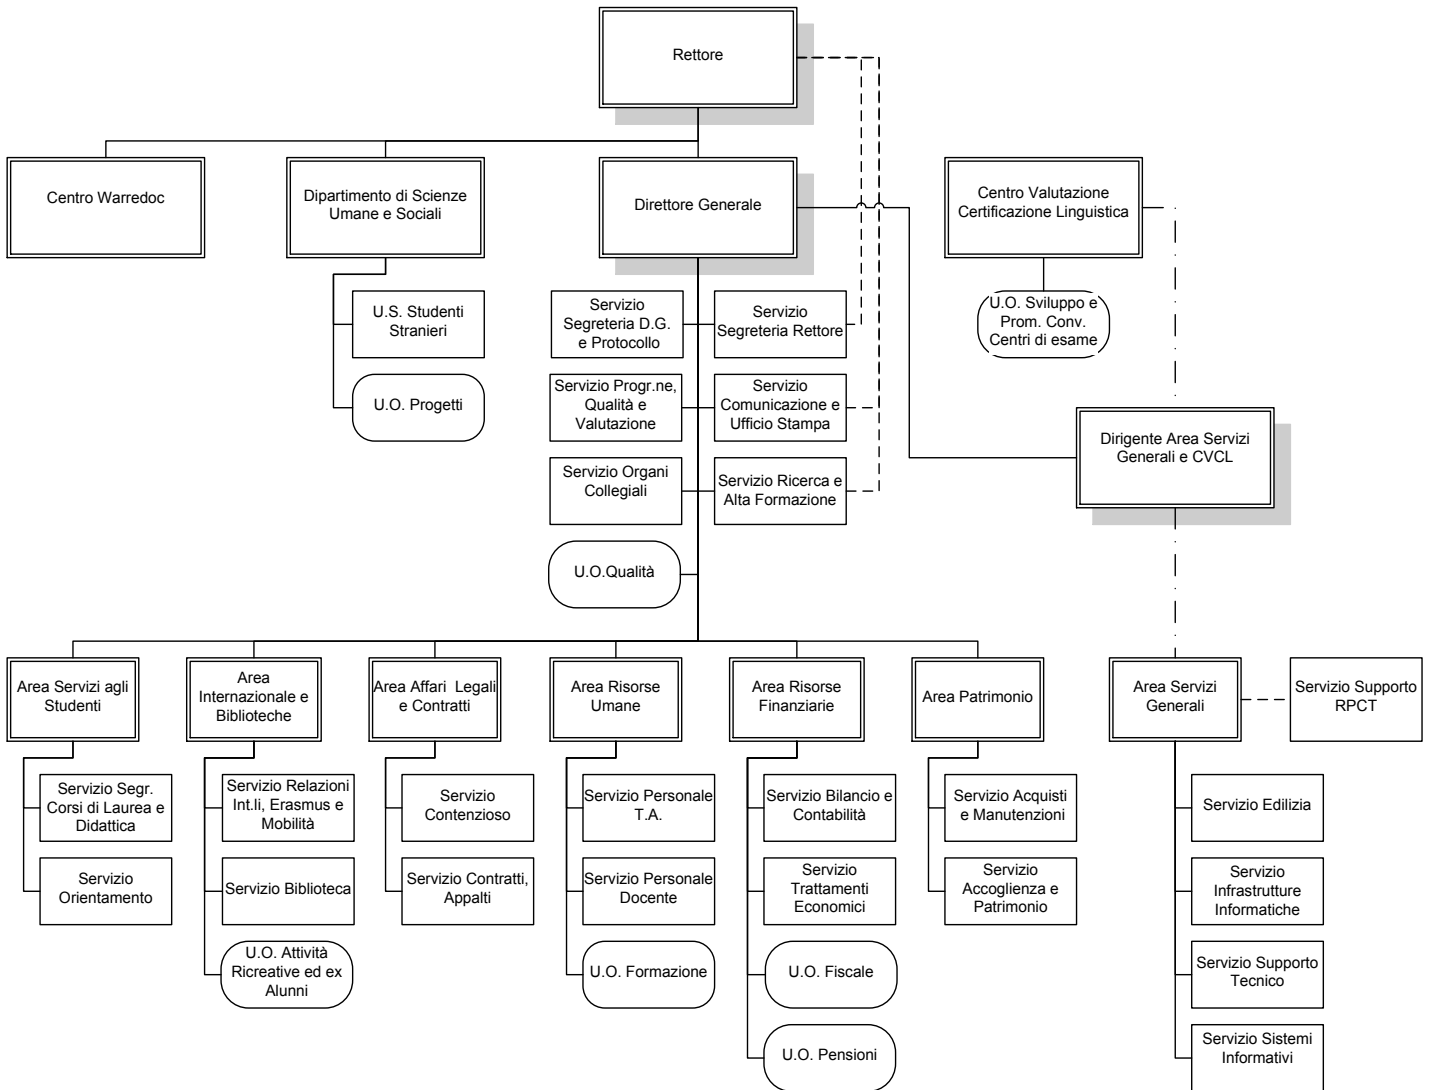 Rettore
Centro Warredoc
Dipartimento di Scienze
Umane e Sociali
Direttore Generale
Centro Valutazione
Certificazione Linguistica
U.S. Studenti
Stranieri
U.O. Progetti
Servizio
Segreteria D.G.
e Protocollo
Servizio
Segreteria Rettore
U.O. Sviluppo e
Prom. Conv.
Centri di esame
Servizio Progr.ne,
Qualità e
Valutazione
Servizio
Comunicazione e
Ufficio Stampa
Servizio Organi
Collegiali
Servizio Ricerca e
Alta Formazione
Dirigente Area Servizi
Generali e CVCL
U.O.Qualità
Area Servizi agli
Studenti
Area
Internazionale e
Biblioteche
Area Affari Legali
e Contratti
Area Risorse
Umane
Area Risorse
Finanziarie
Area Patrimonio
Area Servizi
Generali
Servizio Supporto
RPCT
Servizio Segr.
Corsi di Laurea e
Didattica
Servizio
Orientamento
Servizio Relazioni
Int.li, Erasmus e
Mobilità
Servizio Biblioteca
U.O. Attività
Ricreative ed ex
Alunni
Servizio
Contenzioso
Servizio Contratti,
Appalti
Servizio Personale
T.A.
Servizio Personale
Docente
U.O. Formazione
Servizio Bilancio e
Contabilità
Servizio
Trattamenti
Economici
U.O. Fiscale
U.O. Pensioni
Servizio Acquisti
e Manutenzioni
Servizio
Accoglienza e
Patrimonio
Servizio Edilizia
Servizio
Infrastrutture
Informatiche
Servizio Supporto
Tecnico
Servizio Sistemi
Informativi